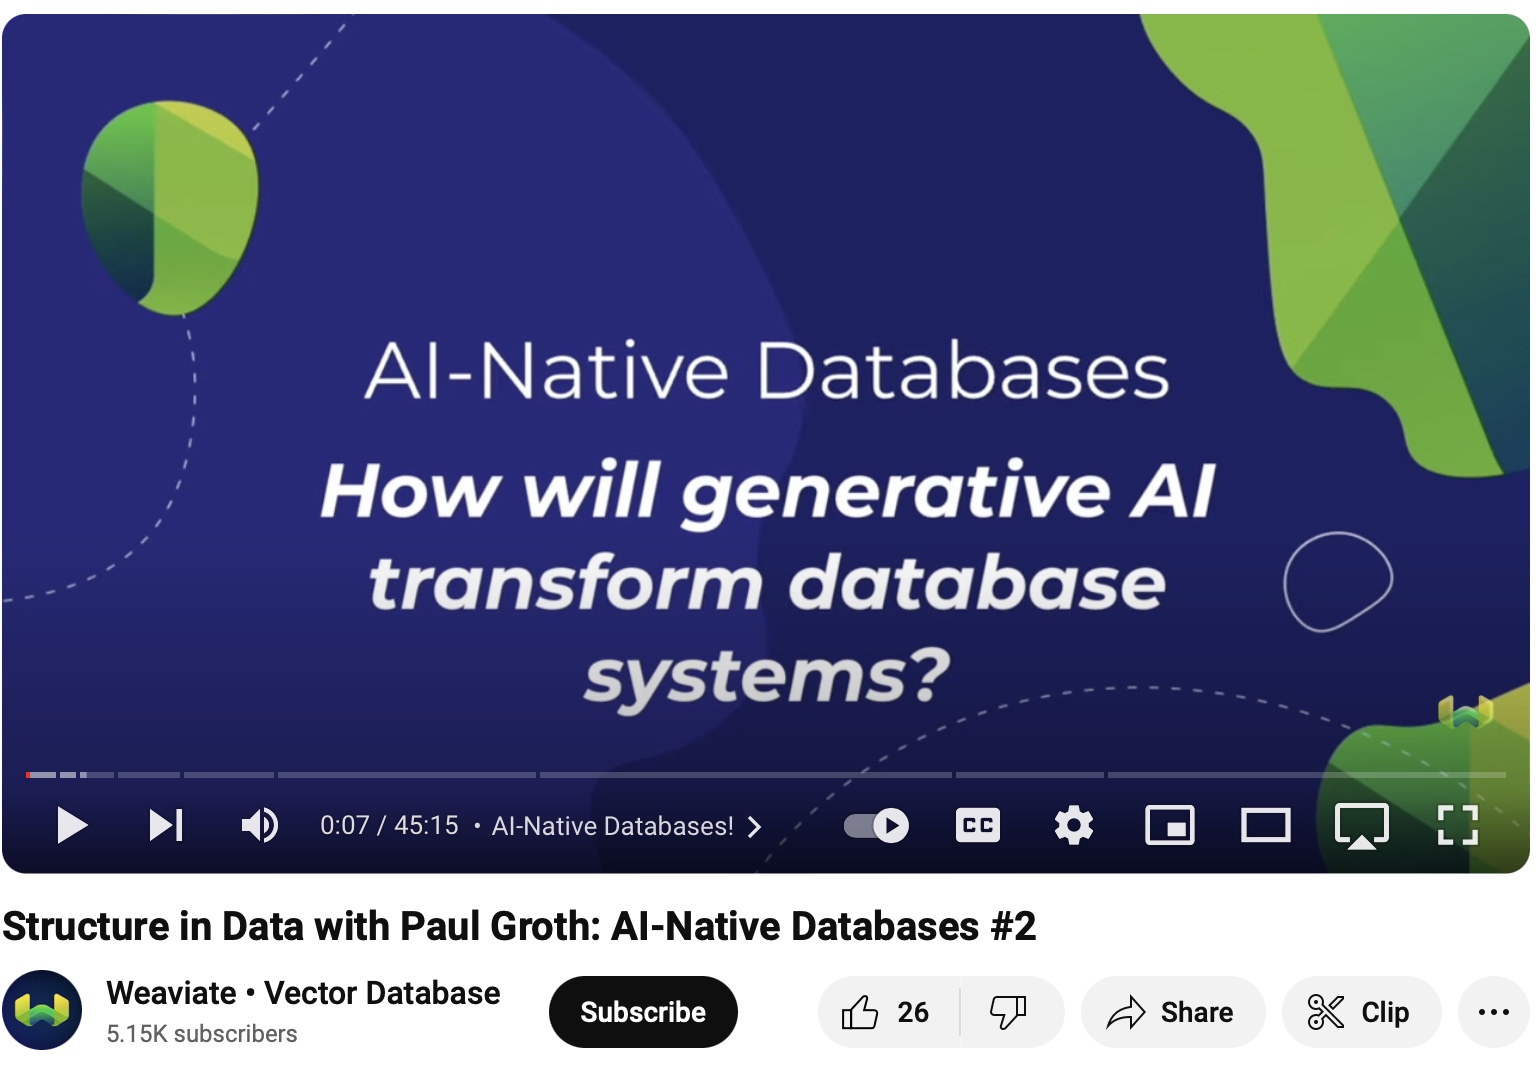 AI-Native Databases
How will generative AI
transform database
systems?
0:07 / 45:15 • AI-Native Databases!
CC
Structure in Data with Paul Groth: AI-Native Databases #2
Weaviate • Vector Database
5.15K subscribers
Subscribe
26
Share
Clip